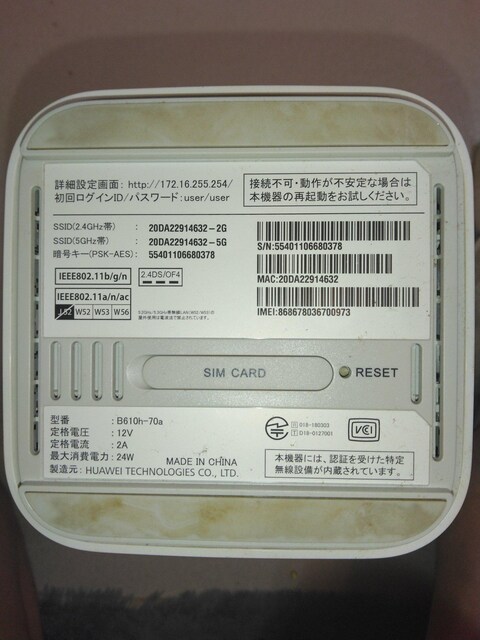 詳細設定画面：http://172.16.255.254/
初回ログインID/パスワード：user/user
接続不可・動作が不安定な場合は
本機器の再起動をお試しください。
SSID(2.4GHz帯)　：　20DA22914632-2G
SSID(5GHz帯)　：　20DA22914632-5G
暗号キー(PSK-AES)：　55401106680378
S/N:55401106680378
MAC:20DA22914632
IMEI:868678036700973
IEEE802.11b/g/n
2.4DS/OF4
IEEE802.11a/n/ac
J52 W52 W53 W56
SIM CARD
RESET
型番　：　B610h-70a
定格電圧　：　12V
定格電流　：　2A
最大消費電力：　24W
MADE IN CHINA
製造元：HUAWEI TECHNOLOGIES CO., LTD.
R 018-180303
T D18-0127001
VCCI
本機器には、認証を受けた特定
無線設備が内蔵されています。